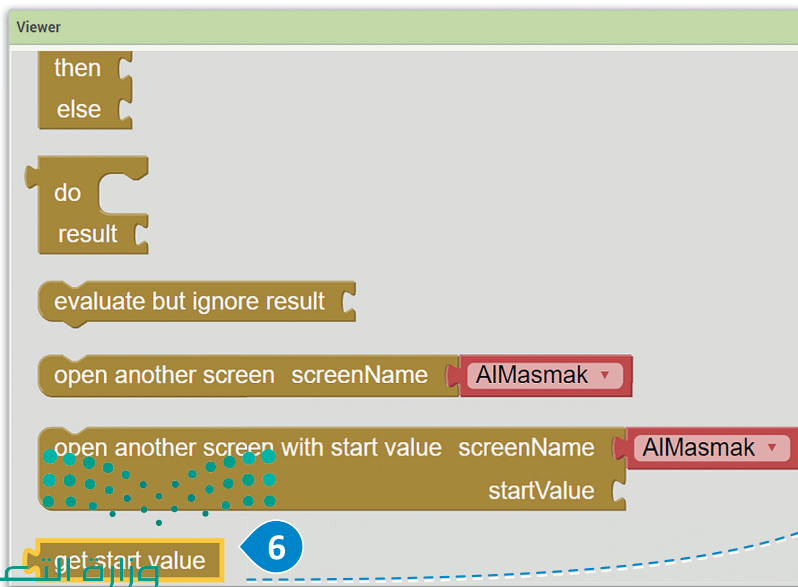 Viewer
then
else
do
result
evaluate but ignore result
open another screen screenName AlMasmak
open another screen with start value screenName AlMasmak
startValue
get start value
6